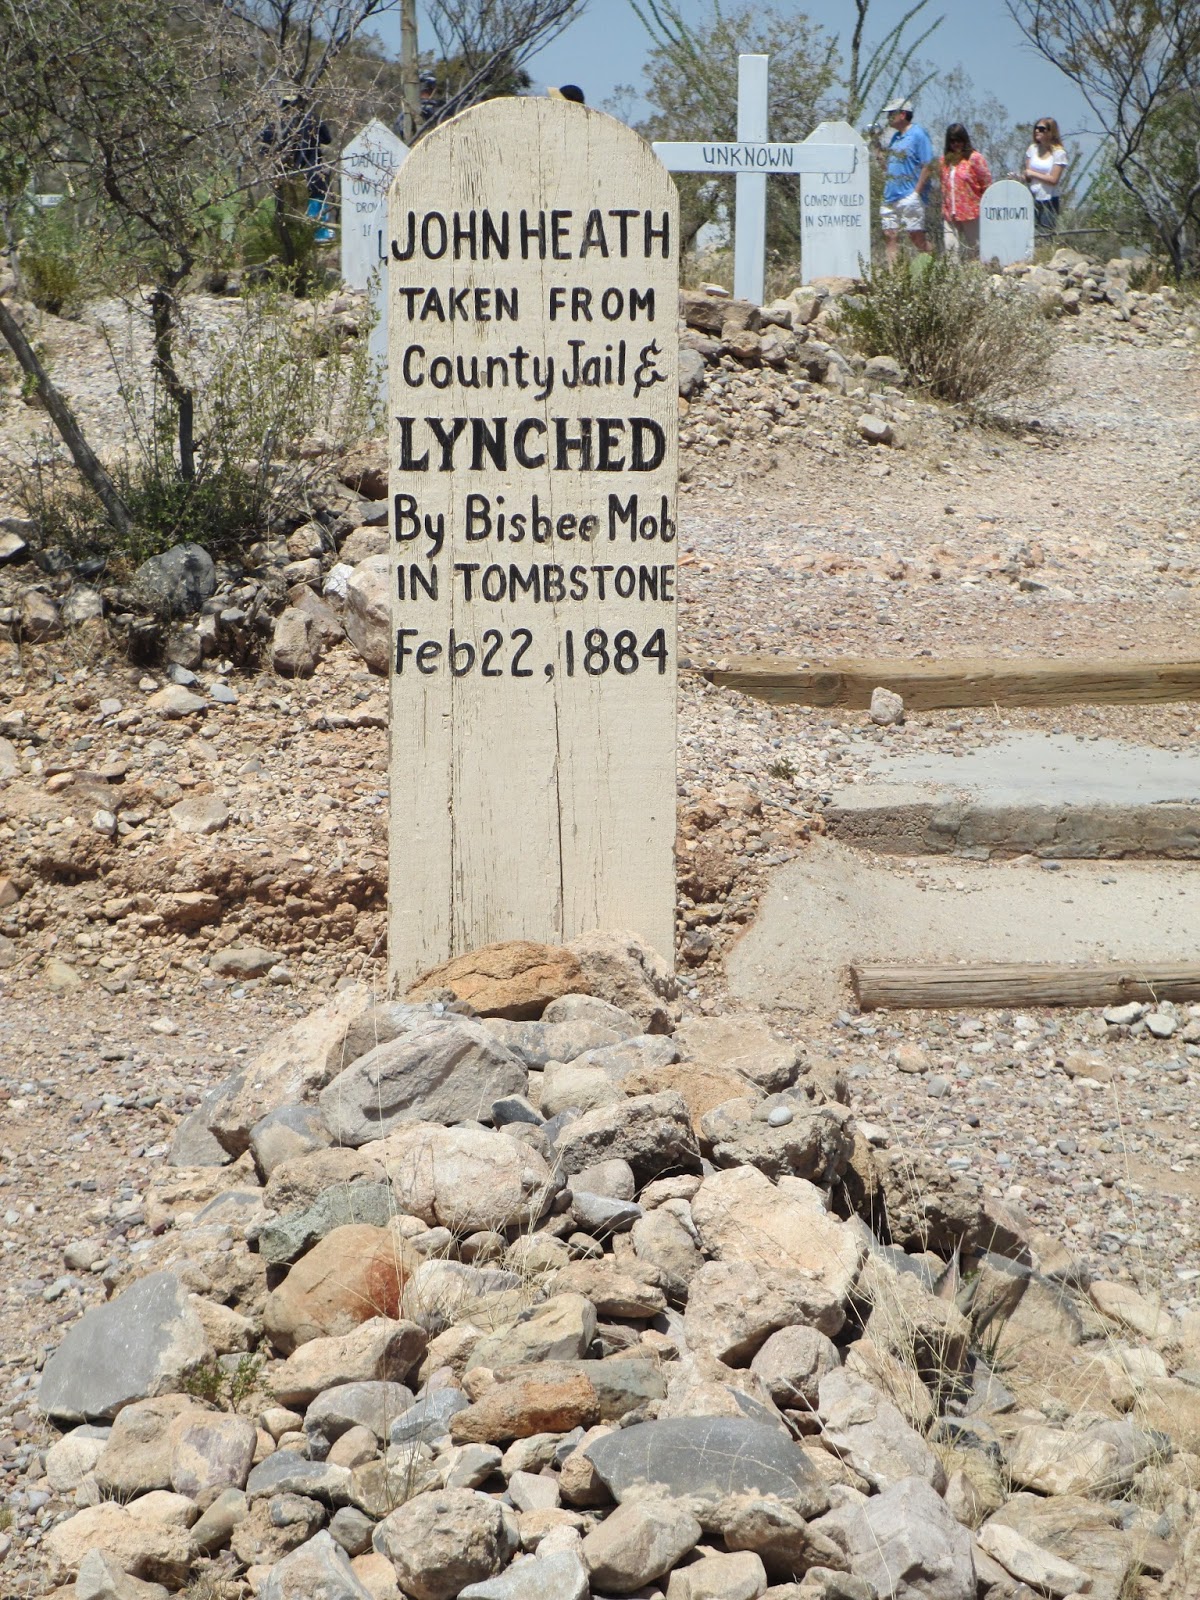 JOHN HEATH
TAKEN FROM
County Jail &
LYNCHED
By Bisbee Mob
IN TOMBSTONE
Feb 22, 1884
UNKNOWN
KID
COWBOY KILLED
IN STAMPEDE
UNKNOWN
DANIEL